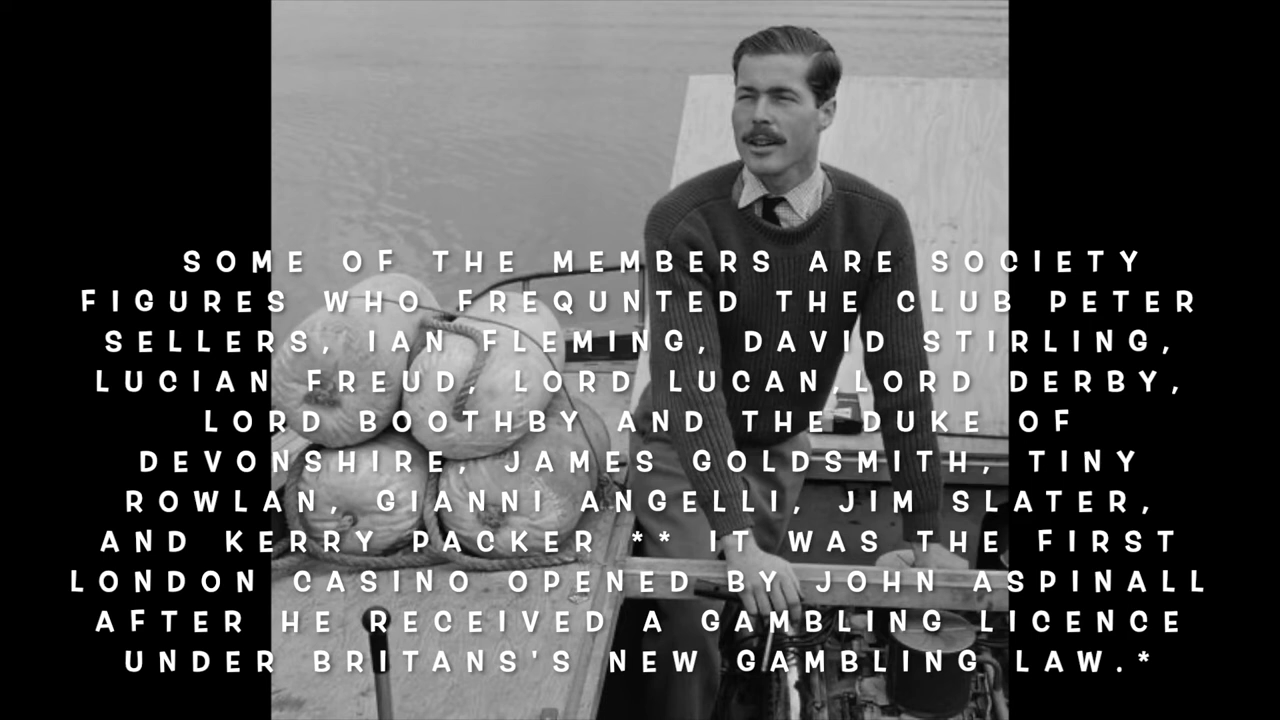 SOME OF THE MEMBERS ARE SOCIETY
FIGURES WHO FREQUNTED THE CLUB PETER
SELLERS, IAN FLEMING, DAVID STIRLING,
LUCIAN FREUD, LORD LUCAN,LORD DERBY,
LORD BOOTHBY AND THE DUKE OF
DEVONSHIRE, JAMES GOLDSMITH, TINY
ROWLAN, GIANNI ANGELLI, JIM SLATER,
AND KERRY PACKER ** IT WAS THE FIRST
LONDON CASINO OPENED BY JOHN ASPINALL
AFTER HE RECEIVED A GAMBLING LICENCE
UNDER BRITANS'S NEW GAMBLING LAW.*